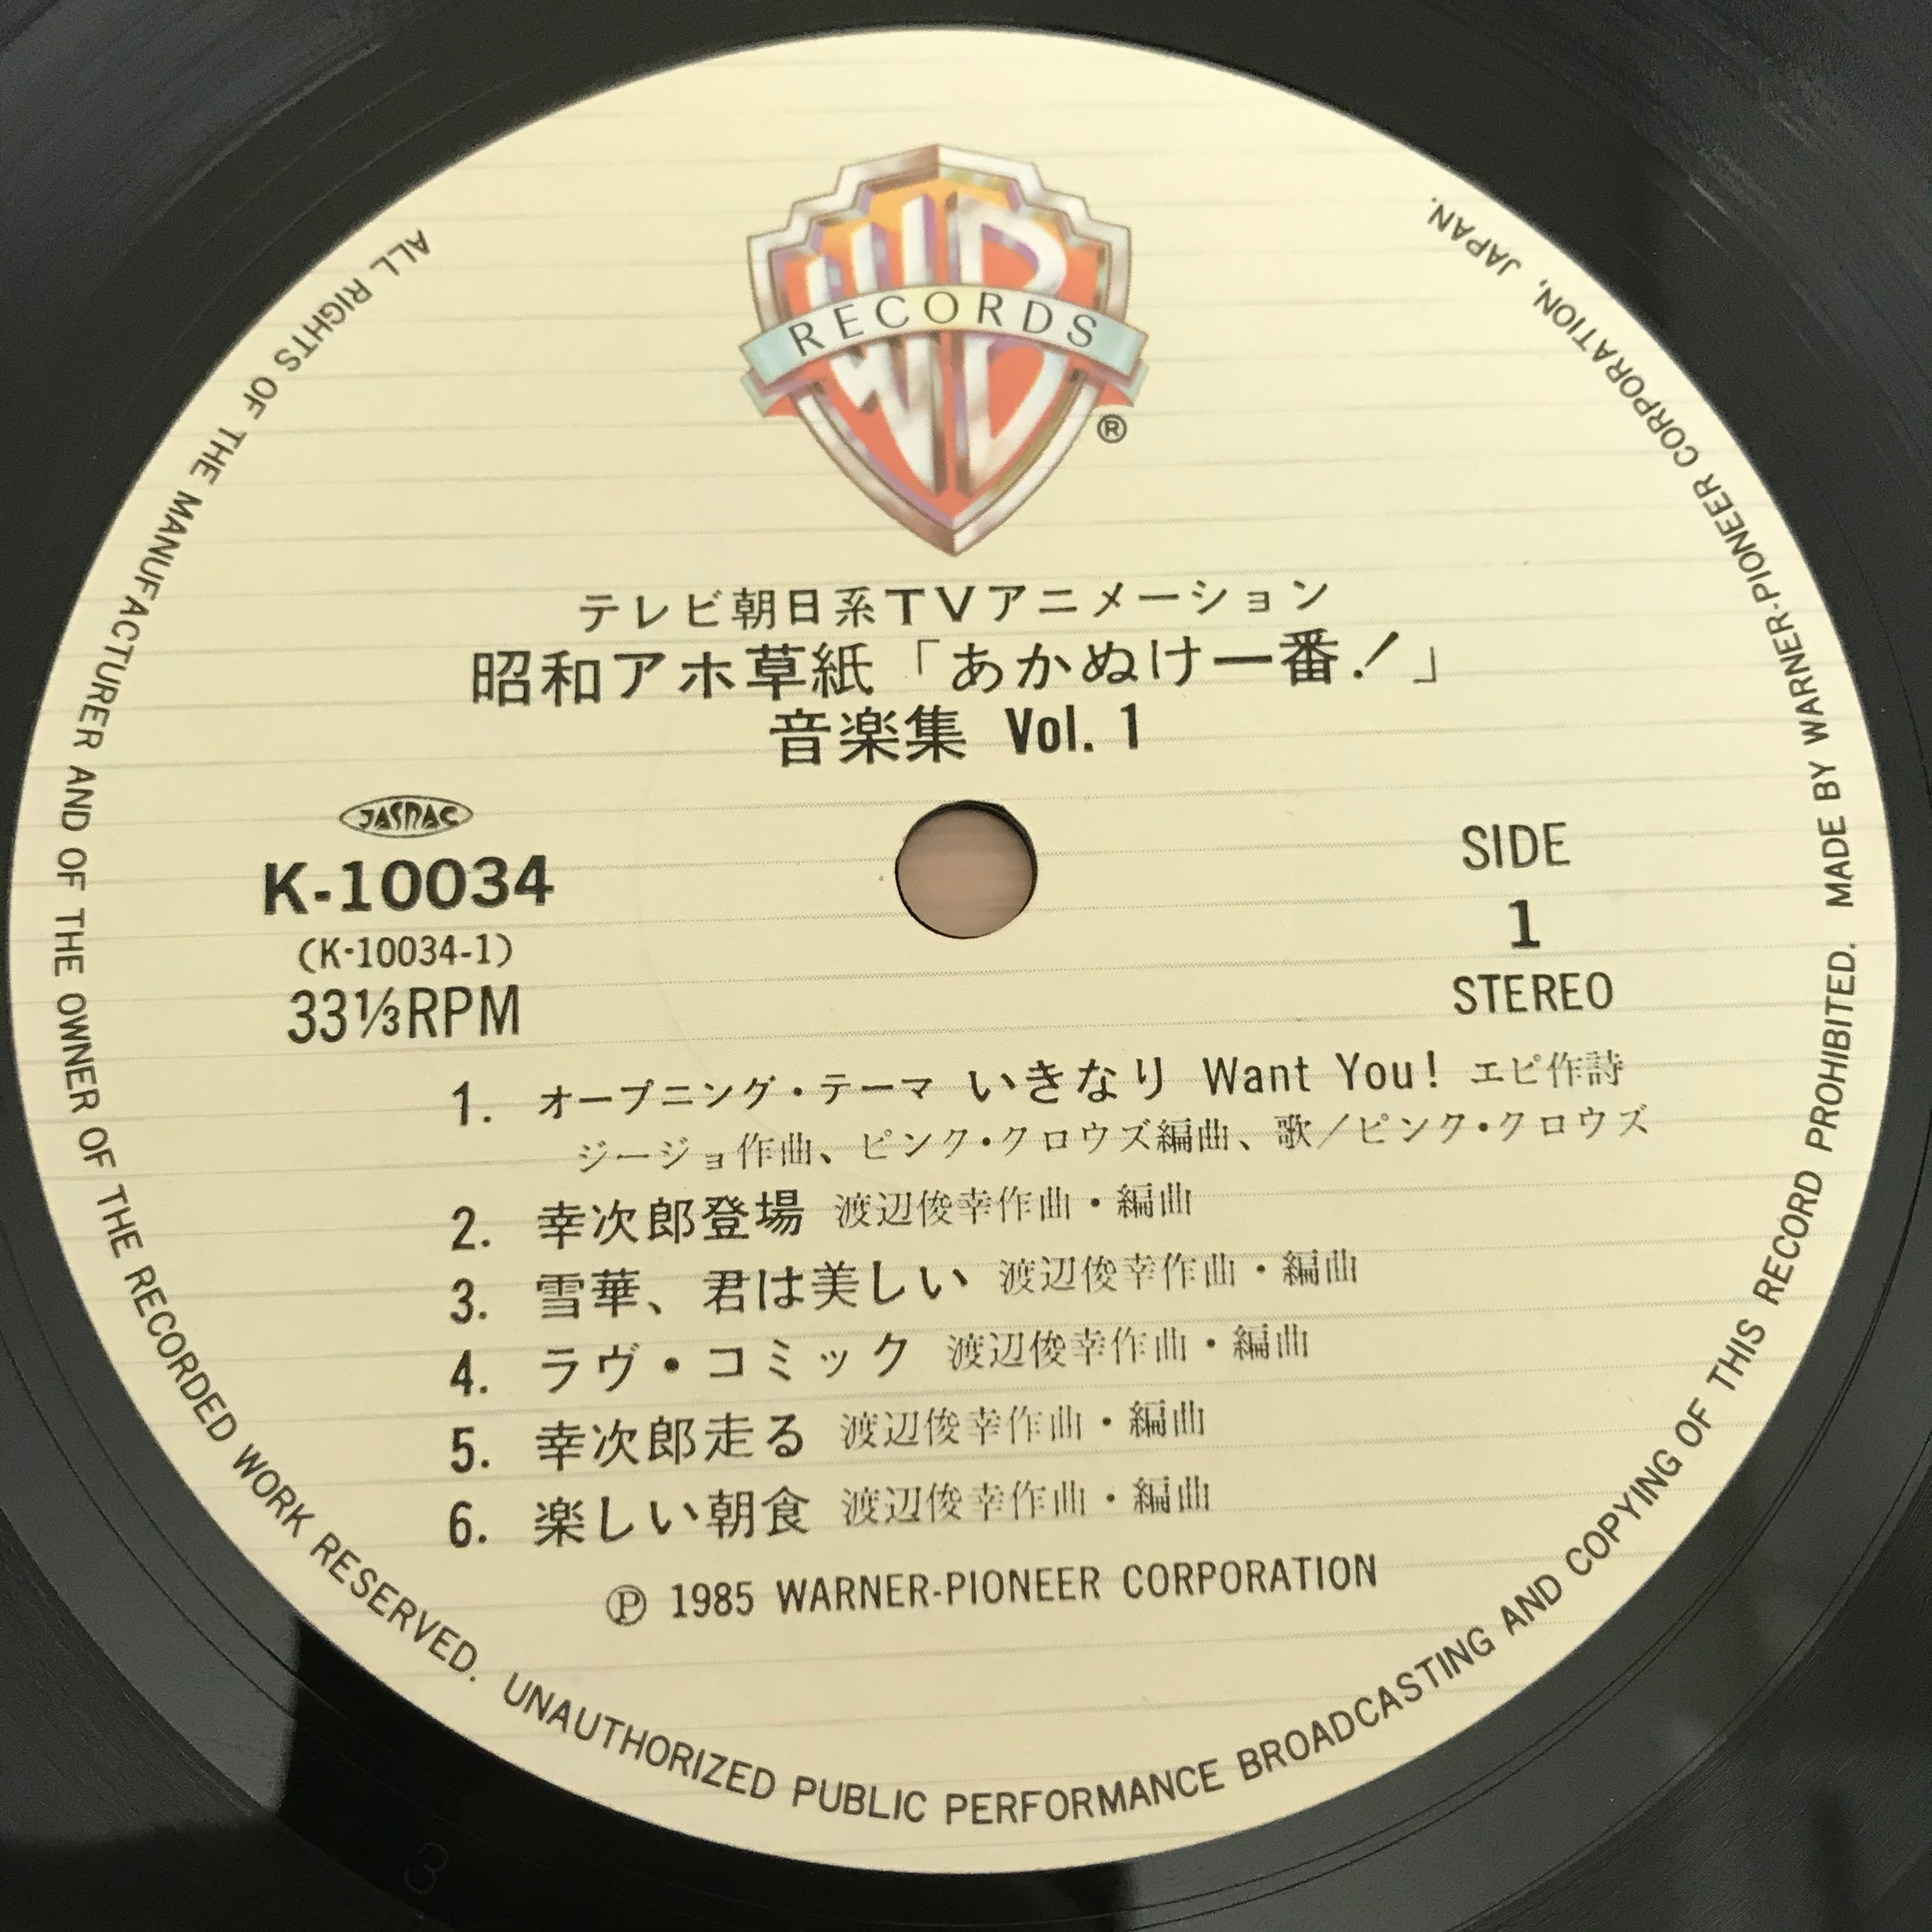 WB
RECORDS
®
テレビ朝日系TVアニメーション
昭和アホ草紙「あかぬけ一番!」
音楽集 Vol. 1
JASRAC
K-10034
(K-10034-1)
33⅓RPM
SIDE
1
STEREO
1. オープニング・テーマ いきなり Want You! エピ作詩
ジージョ作曲、ピンク・クロウズ編曲、歌/ピンク・クロウズ
2. 幸次郎登場 渡辺俊幸作曲・編曲
3. 雪華、君は美しい 渡辺俊幸作曲・編曲
4. ラヴ・コミック 渡辺俊幸作曲・編曲
5. 幸次郎走る 渡辺俊幸作曲・編曲
6. 楽しい朝食 渡辺俊幸作曲・編曲
Ⓟ 1985 WARNER-PIONEER CORPORATION
ALL RIGHTS OF THE MANUFACTURER AND OF THE OWNER OF THE RECORDED WORK RESERVED. UNAUTHORIZED PUBLIC PERFORMANCE BROADCASTING AND COPYING OF THIS RECORD PROHIBITED. MADE BY WARNER-PIONEER CORPORATION, JAPAN.
3